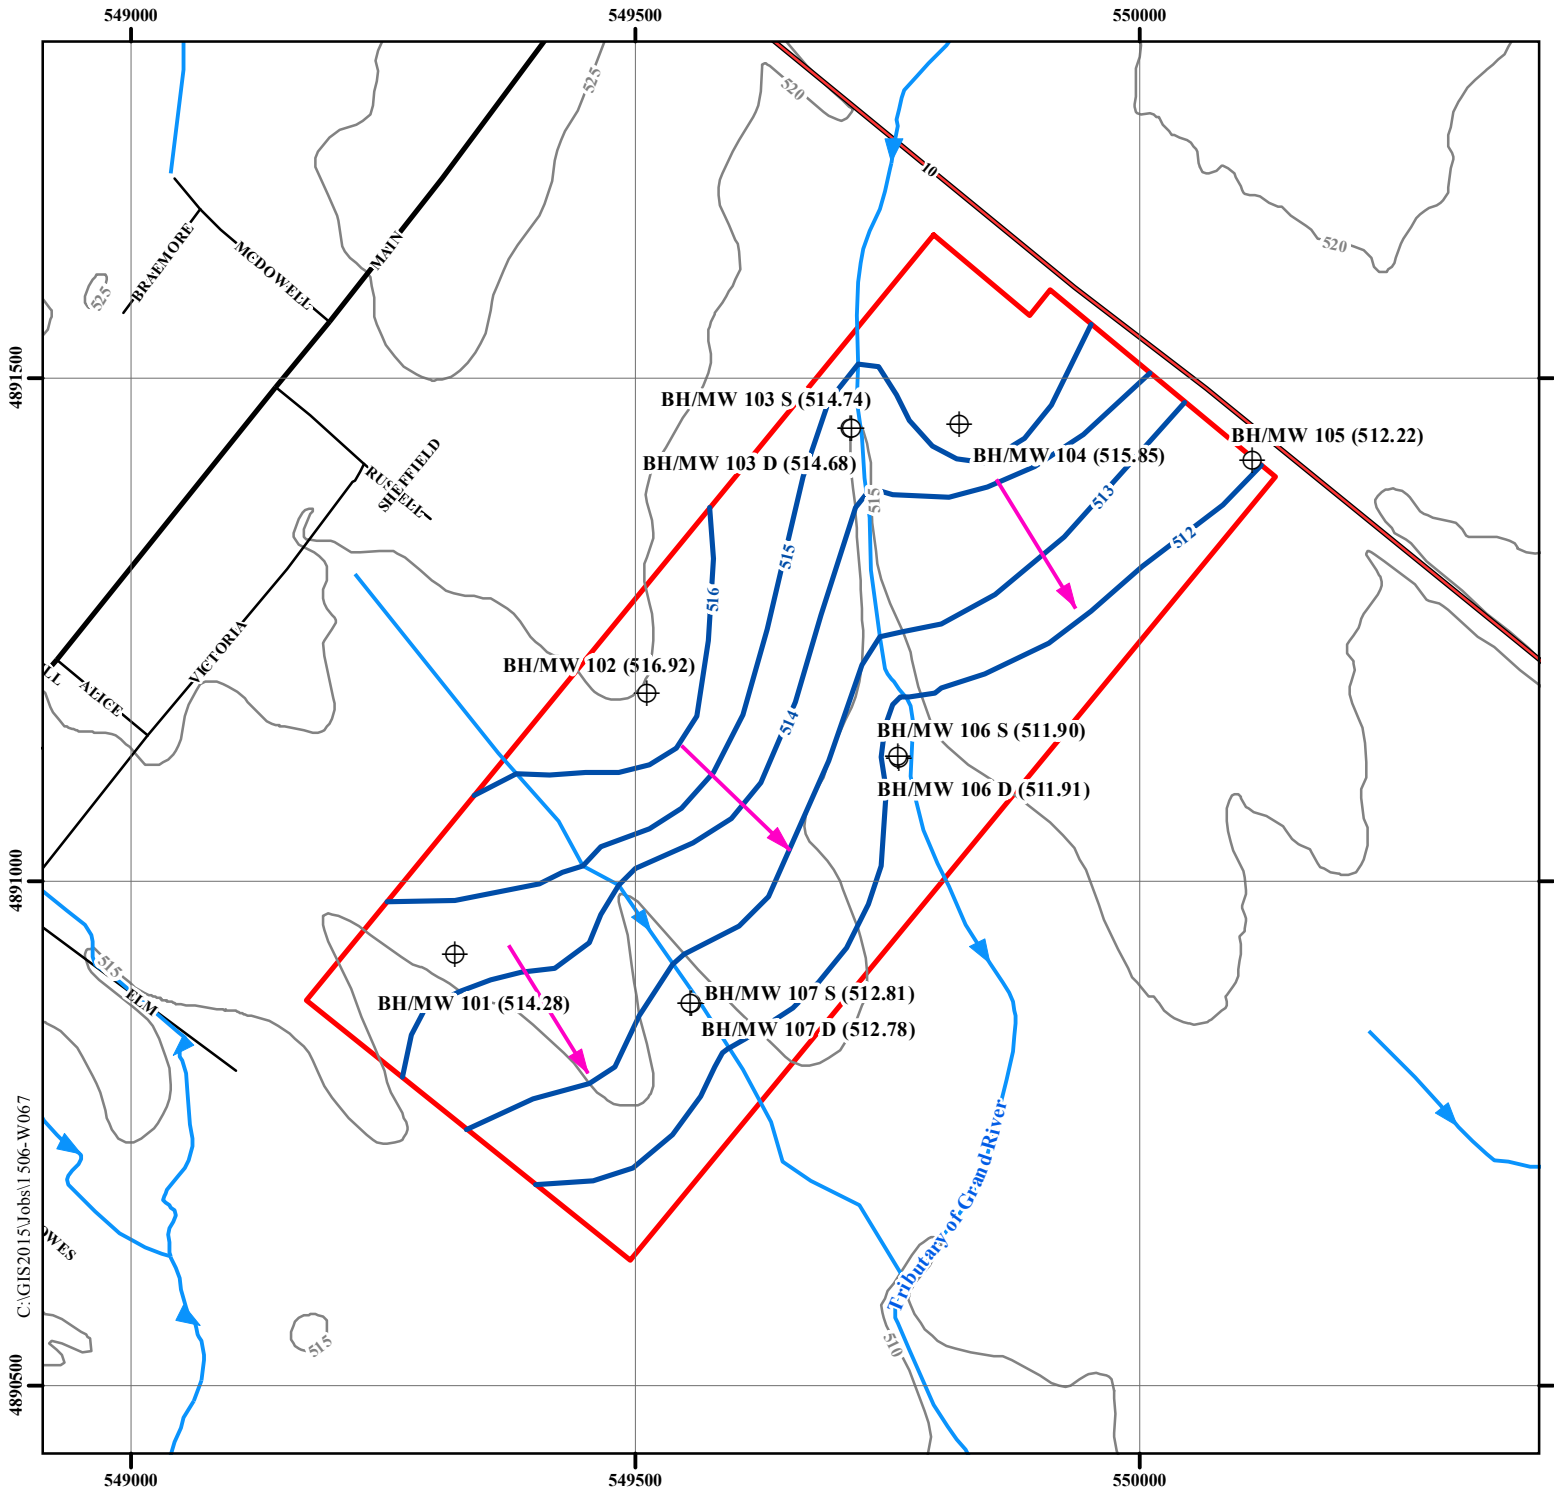 549000
549500
550000
525
520
10
MAIN
BRAEMORE
MCDOWELL
520
525
4891500
BH/MW 103 S (514.74)
SHEFFIELD
RUSSELL
BH/MW 105 (512.22)
BH/MW 104 (515.85)
BH/MW 103 D (514.68)
515
513
512
515
516
VICTORIA
BH/MW 102 (516.92)
ILL
ALICE
514
BH/MW 106 S (511.90)
BH/MW 106 D (511.91)
4891000
515
ELM
BH/MW 101 (514.28)
BH/MW 107 S (512.81)
BH/MW 107 D (512.78)
C:\GIS2015\Jobs\1506-W067
Tributary of Grand River
OWES
515
510
4890500
549000
549500
550000